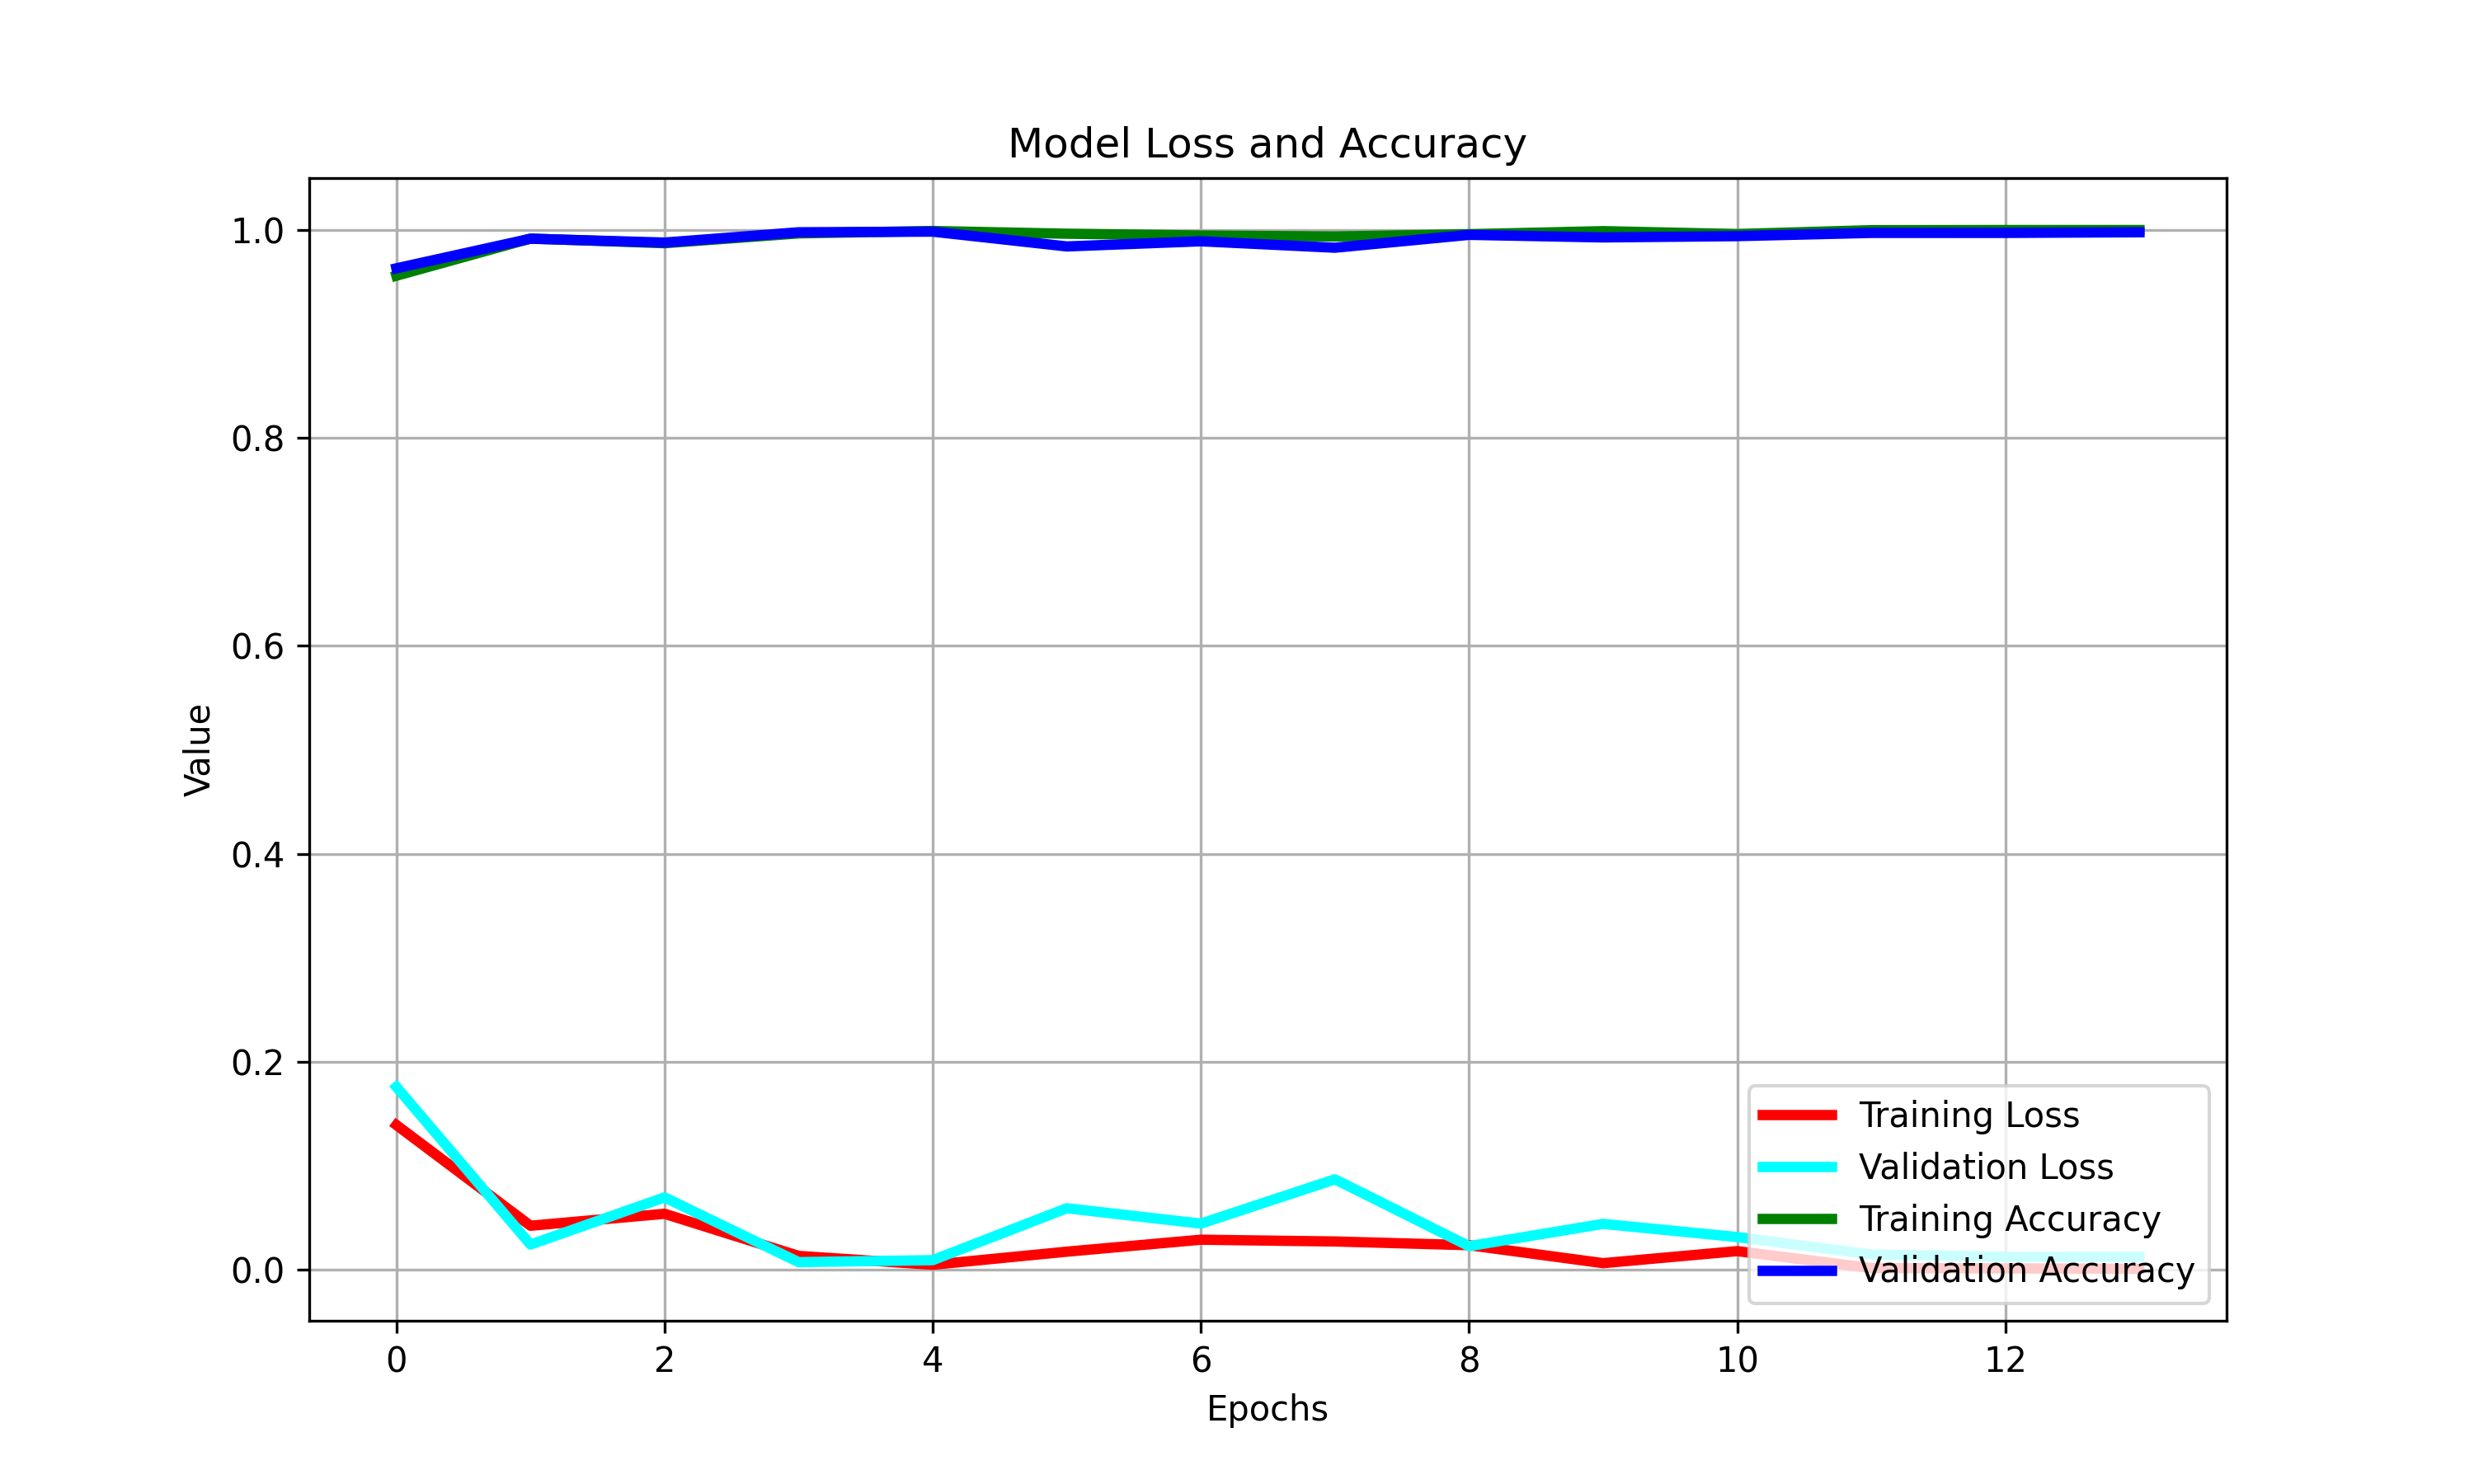 Model Loss and Accuracy
1.0
0.8
0.6
0.4
0.2
0.0
Value
0 2 4 6 8 10 12
Epochs
Training Loss
Validation Loss
Training Accuracy
Validation Accuracy